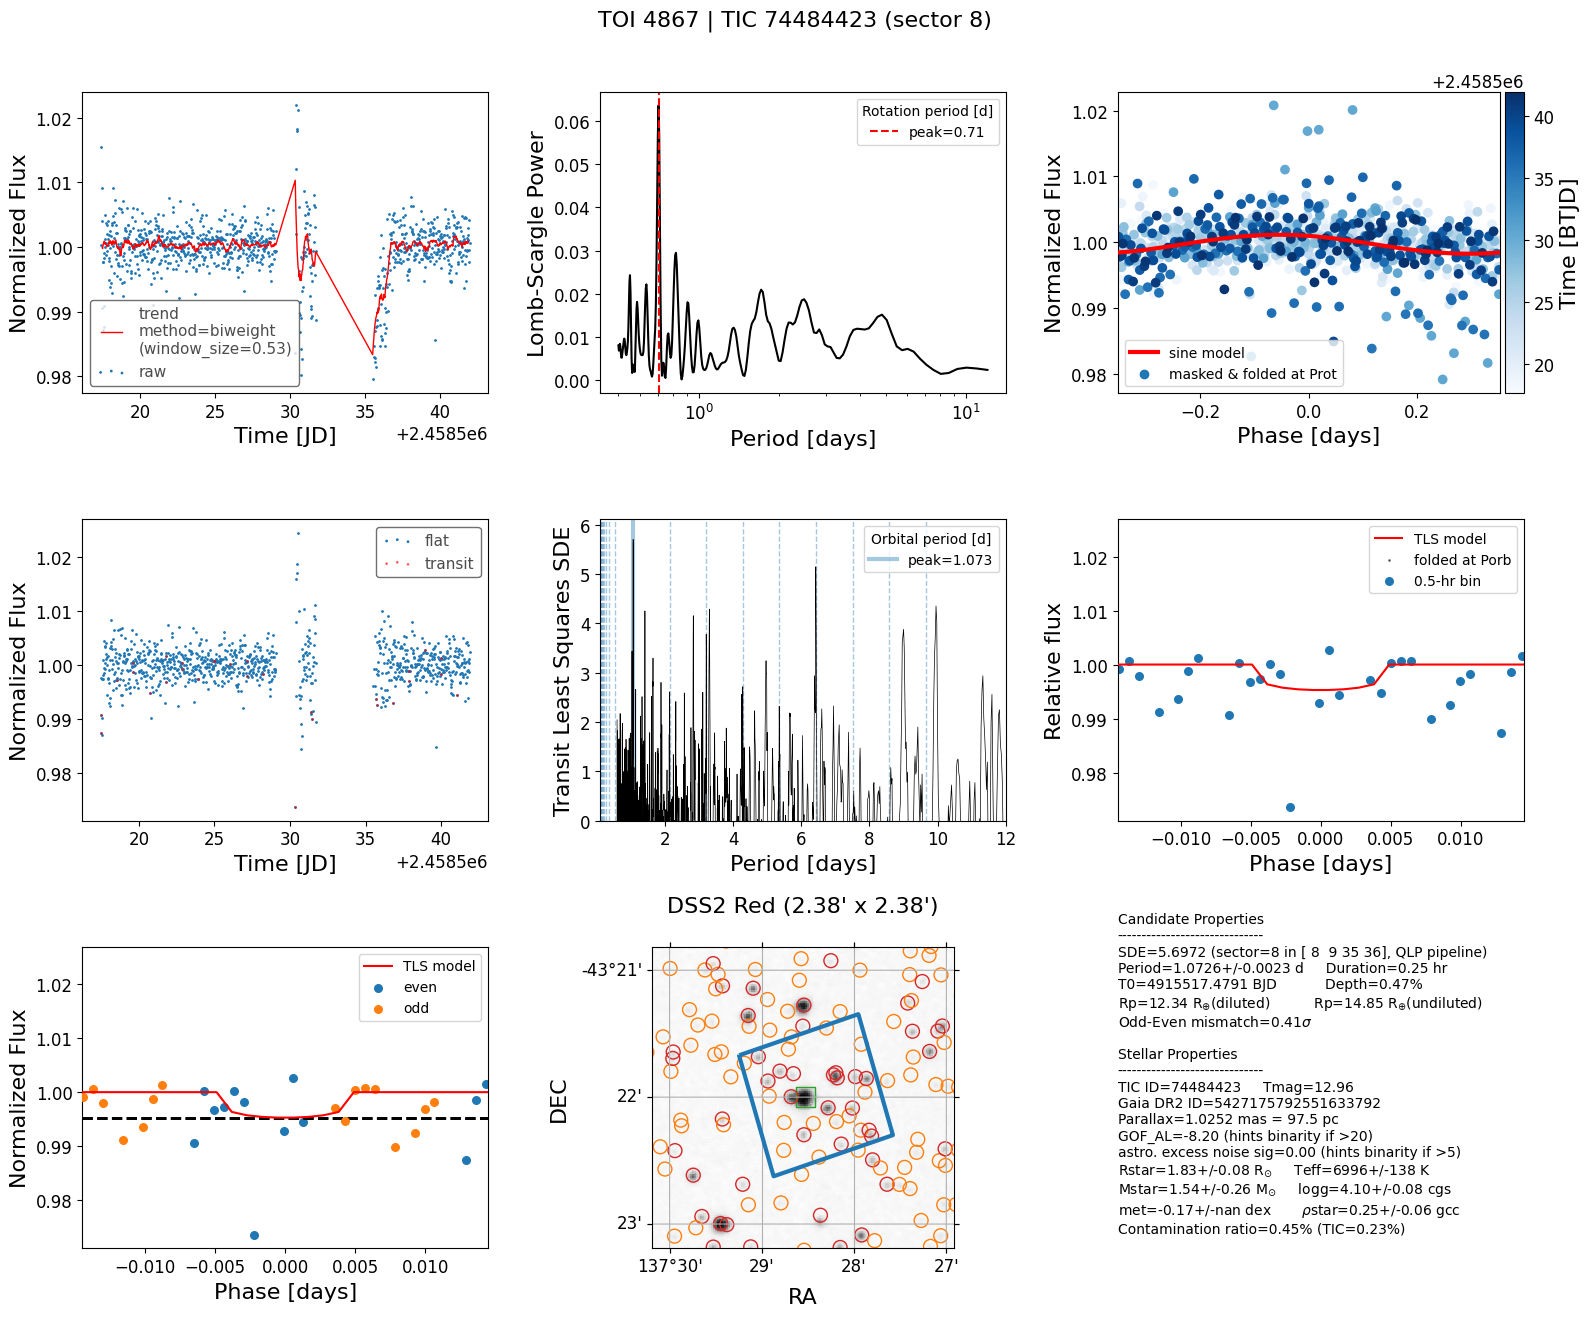 TOI 4867 | TIC 74484423 (sector 8)
Normalized Flux
1.02
1.01
1.00
0.99
0.98
trend
method=biweight
(window_size=0.53)
raw
20
25
30
35
40
Time [JD]
+2.4585e6
Lomb-Scargle Power
0.06
0.05
0.04
0.03
0.02
0.01
0.00
Rotation period [d]
peak=0.71
10⁰
10¹
Period [days]
Normalized Flux
1.02
1.01
1.00
0.99
0.98
sine model
masked & folded at Prot
−0.2
0.0
0.2
Phase [days]
+2.4585e6
40
35
30
25
20
Time [BTJD]
Normalized Flux
1.02
1.01
1.00
0.99
0.98
flat
transit
20
25
30
35
40
Time [JD]
+2.4585e6
Transit Least Squares SDE
6
5
4
3
2
1
0
Orbital period [d]
peak=1.073
2
4
6
8
10
12
Period [days]
Relative flux
1.02
1.01
1.00
0.99
0.98
TLS model
folded at Porb
0.5-hr bin
−0.010
−0.005
0.000
0.005
0.010
Phase [days]
Normalized Flux
1.02
1.01
1.00
0.99
0.98
TLS model
even
odd
−0.010
−0.005
0.000
0.005
0.010
Phase [days]
DSS2 Red (2.38' x 2.38')
DEC
-43°21'
22'
23'
137°30'
29'
28'
27'
RA
Candidate Properties
------------------------------
SDE=5.6972 (sector=8 in [ 8  9 35 36], QLP pipeline)
Period=1.0726+/-0.0023 d     Duration=0.25 hr
T0=4915517.4791 BJD     Depth=0.47%
Rp=12.34 R⊕(diluted)     Rp=14.85 R⊕(undiluted)
Odd-Even mismatch=0.41σ
Stellar Properties
------------------------------
TIC ID=74484423     Tmag=12.96
Gaia DR2 ID=5427175792551633792
Parallax=1.0252 mas = 97.5 pc
GOF_AL=-8.20 (hints binarity if >20)
astro. excess noise sig=0.00 (hints binarity if >5)
Rstar=1.83+/-0.08 R⊙     Teff=6996+/-138 K
Mstar=1.54+/-0.26 M⊙     logg=4.10+/-0.08 cgs
met=-0.17+/-nan dex     ρstar=0.25+/-0.06 gcc
Contamination ratio=0.45% (TIC=0.23%)